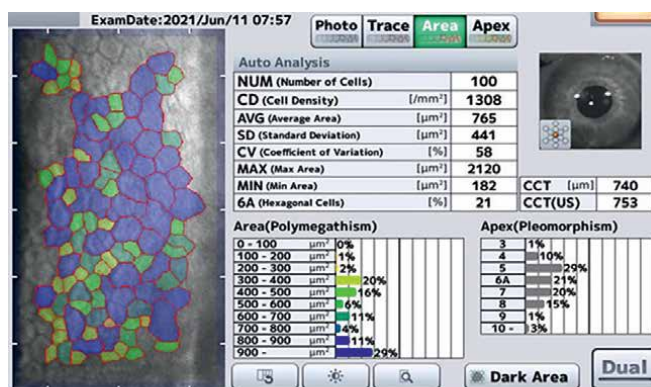 ExamDate:2021/Jun/11 07:57
Photo Trace Area Apex
Auto Analysis
NUM (Number of Cells) 100
CD (Cell Density) [/mm²] 1308
AVG (Average Area) [µm²] 765
SD (Standard Deviation) [µm²] 441
CV (Coefficient of Variation) [%] 58
MAX (Max Area) [µm²] 2120
MIN (Min Area) [µm²] 182
6A (Hexagonal Cells) [%] 21
CCT [µm] 740
CCT(US) 753
Area(Polymegathism)
0 - 100 µm² 0%
100 - 200 µm² 1%
200 - 300 µm² 2%
300 - 400 µm² 20%
400 - 500 µm² 16%
500 - 600 µm² 6%
600 - 700 µm² 11%
700 - 800 µm² 4%
800 - 900 µm² 11%
900 - µm² 29%
Apex(Pleomorphism)
3 1%
4 10%
5 29%
6A 21%
7 20%
8 15%
9 1%
10 - 3%
Dark Area
Dual